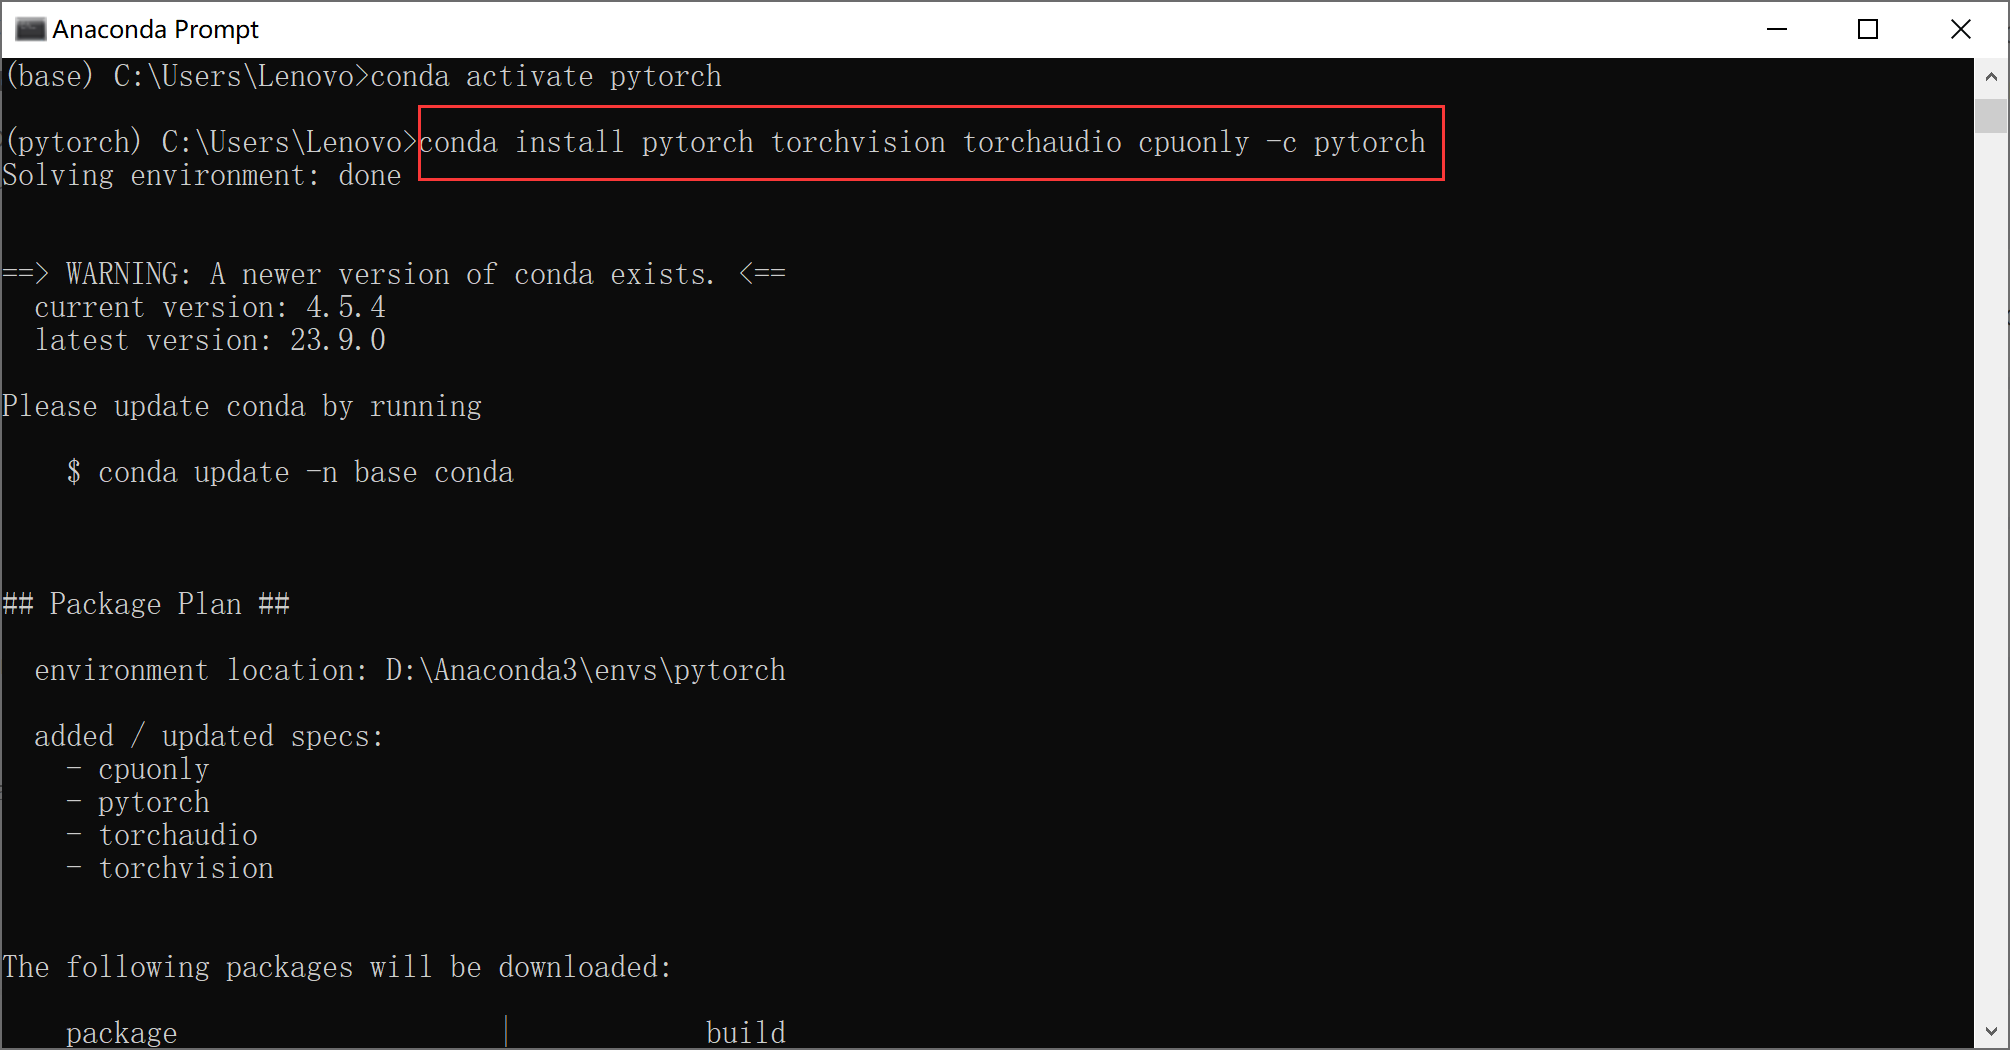 Anaconda Prompt
(base) C:\Users\Lenovo>conda activate pytorch
(pytorch) C:\Users\Lenovo>conda install pytorch torchvision torchaudio cpuonly -c pytorch
Solving environment: done
==> WARNING: A newer version of conda exists. <==
  current version: 4.5.4
  latest version: 23.9.0
Please update conda by running
    $ conda update -n base conda
## Package Plan ##
  environment location: D:\Anaconda3\envs\pytorch
  added / updated specs:
    - cpuonly
    - pytorch
    - torchaudio
    - torchvision
The following packages will be downloaded:
    package                    |            build